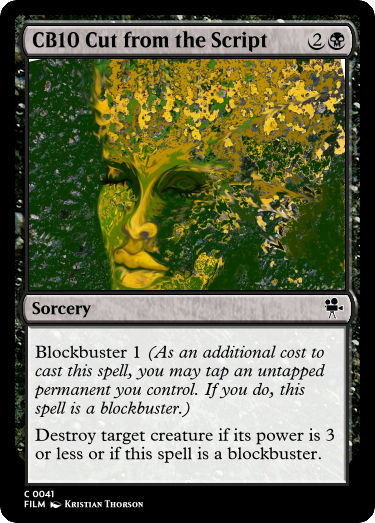 CB10 Cut from the Script 2
Sorcery
Blockbuster 1 (As an additional cost to
cast this spell, you may tap an untapped
permanent you control. If you do, this
spell is a blockbuster.)
Destroy target creature if its power is 3
or less or if this spell is a blockbuster.
C 0041
FILM Kristian Thorson